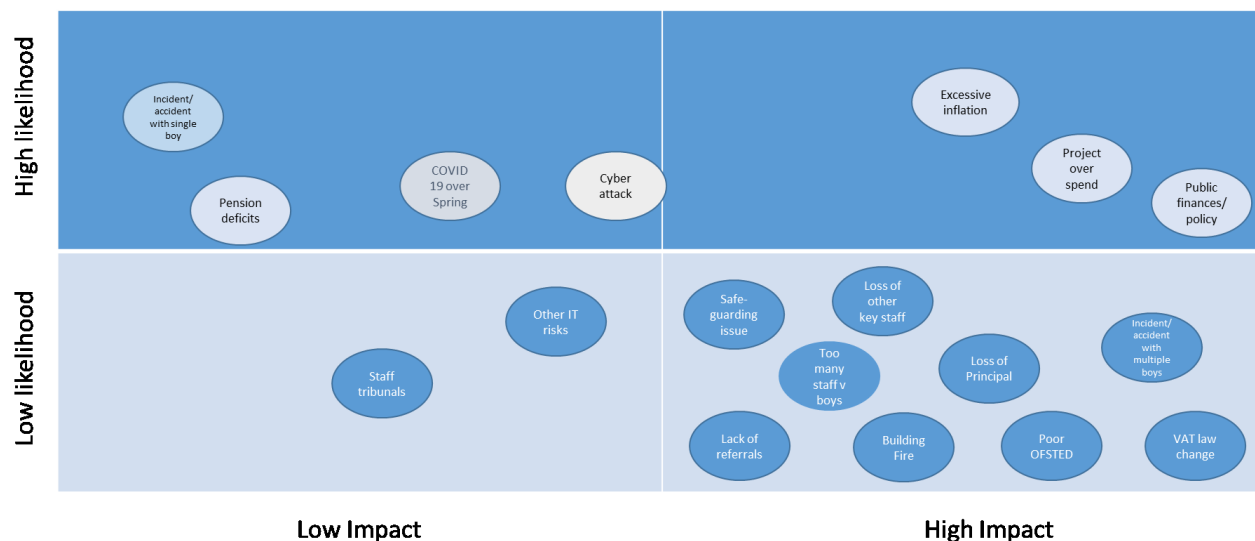 High likelihood
Incident/
accident
with single
boy
Pension
deficits
COVID
19 over
Spring
Cyber
attack
Excessive
inflation
Project
over
spend
Public
finances/
policy
Low likelihood
Other IT
risks
Staff
tribunals
Safe-
guarding
issue
Loss of
other
key staff
Too
many
staff v
boys
Loss of
Principal
Incident/
accident
with
multiple
boys
Lack of
referrals
Building
Fire
Poor
OFSTED
VAT law
change
Low Impact
High Impact